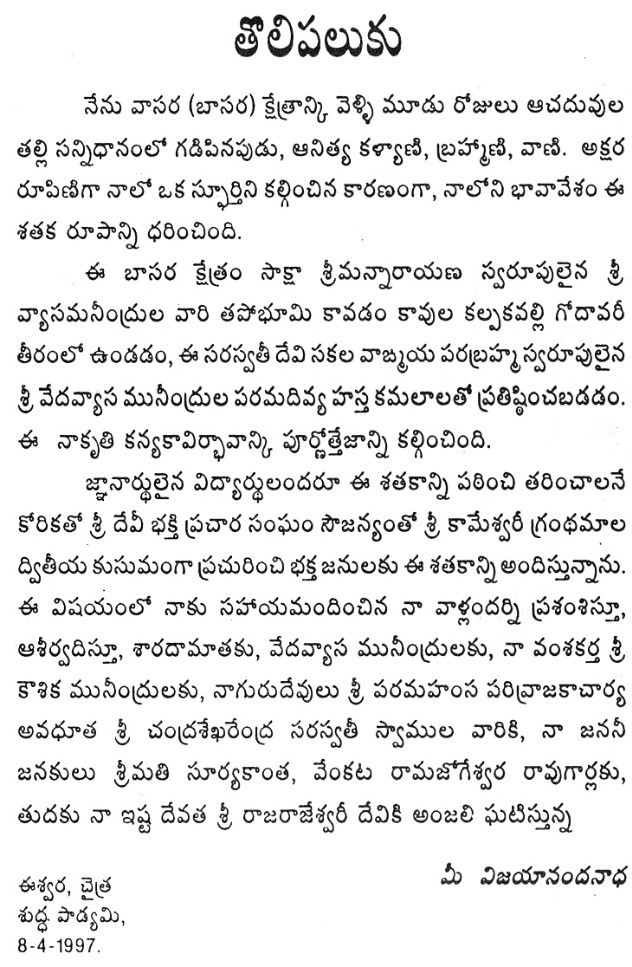 తొలిపలుకు
నేను వాసర (బాసర) క్షేత్రాన్కి వెళ్ళి మూడు రోజులు ఆచదువుల
తల్లి సన్నిధానంలో గడిపినపుడు, ఆనిత్య కళ్యాణి, బ్రహ్మాణి, వాణి. అక్షర
రూపిణిగా నాలో ఒక స్ఫూర్తిని కల్గించిన కారణంగా, నాలోని భావావేశం ఈ
శతక రూపాన్ని ధరించింది.
ఈ బాసర క్షేత్రం సాక్షా శ్రీమన్నారాయణ స్వరూపులైన శ్రీ
వ్యాసమనీంద్రుల వారి తపోభూమి కావడం కావుల కల్పకవల్లి గోదావరీ
తీరంలో ఉండడం, ఈ సరస్వతీ దేవి సకల వాఙ్మయ పరబ్రహ్మ స్వరూపులైన
శ్రీ వేదవ్యాస మునీంద్రుల పరమదివ్య హస్త కమలాలతో ప్రతిష్ఠించబడడం.
ఈ నాకృతి కన్యకావిర్భావాన్కి పూర్ణోత్తేజాన్ని కల్గించింది.
జ్ఞానార్థులైన విద్యార్థులందరూ ఈ శతకాన్ని పఠించి తరించాలనే
కోరికతో శ్రీ దేవీ భక్తి ప్రచార సంఘం సౌజన్యంతో శ్రీ కామేశ్వరీ గ్రంథమాల
ద్వితీయ కుసుమంగా ప్రచురించి భక్త జనులకు ఈ శతకాన్ని అందిస్తున్నాను.
ఈ విషయంలో నాకు సహాయమందించిన నా వాళ్లందర్ని ప్రశంశిస్తూ,
ఆశీర్వదిస్తూ, శారదామాతకు, వేదవ్యాస మునీంద్రులకు, నా వంశకర్త శ్రీ
కౌశిక మునీంద్రులకు, నాగురుదేవులు శ్రీ పరమహంస పరివ్రాజకాచార్య
అవధూత శ్రీ చంద్రశేఖరేంద్ర సరస్వతీ స్వాముల వారికి, నా జననీ
జనకులు శ్రీమతి సూర్యకాంత, వేంకట రామజోగేశ్వర రావుగార్లకు,
తుదకు నా ఇష్ట దేవత శ్రీ రాజరాజేశ్వరీ దేవికి అంజలి ఘటిస్తున్న
మీ విజయానందనాధ
ఈశ్వర, చైత్ర
శుద్ధ పాడ్యమి,
8-4-1997.